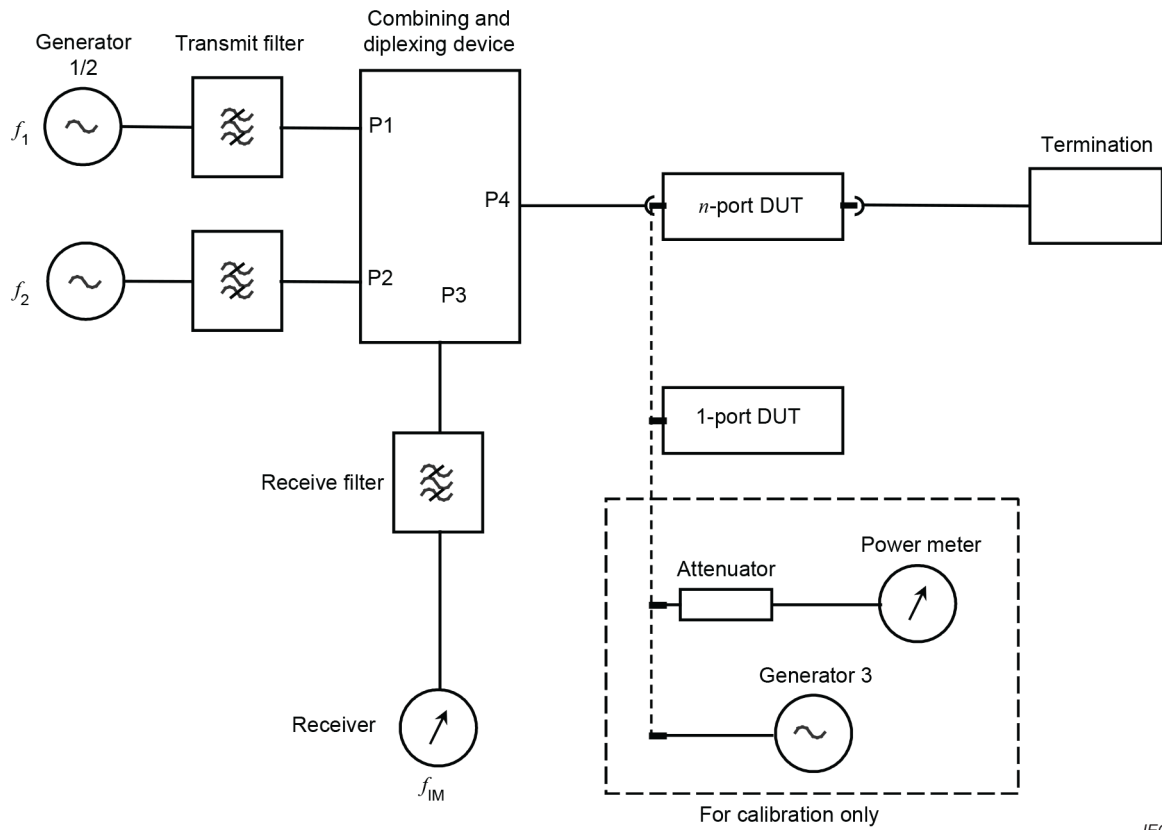 Combining and
diplexing device
Generator
1/2
Transmit filter
f1
P1
Termination
P4
n-port DUT
f2
P2
P3
1-port DUT
Receive filter
Power meter
Attenuator
Generator 3
Receiver
fIM
For calibration only